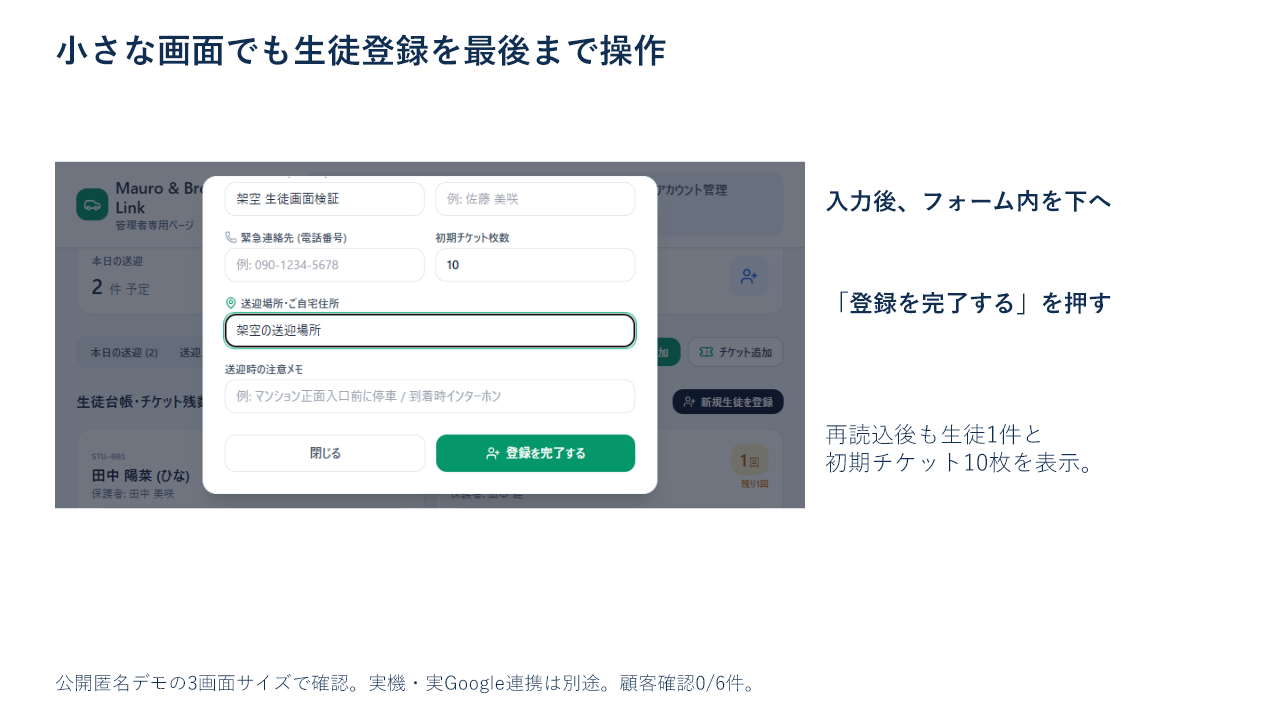 小さな画面でも生徒登録を最後まで操作
Mauro & Br
Link
管理者専用ページ
アカウント管理
架空 生徒画面検証
例: 佐藤 美咲
緊急連絡先 (電話番号)
初期チケット枚数
例: 090-1234-5678
10
本日の送迎
2 件 予定
送迎場所・ご自宅住所
架空の送迎場所
本日の送迎 (2)
送迎
加
チケット追加
送迎時の注意メモ
例: マンション正面入口前に停車 / 到着時インターホン
生徒台帳・チケット残
新規生徒を登録
閉じる
登録を完了する
STU-001
田中 陽菜 (ひな)
保護者: 田中 美咲
1回
残り1回
入力後、フォーム内を下へ
「登録を完了する」を押す
再読込後も生徒1件と
初期チケット10枚を表示。
公開匿名デモの3画面サイズで確認。実機・実Google連携は別途。顧客確認0/6件。